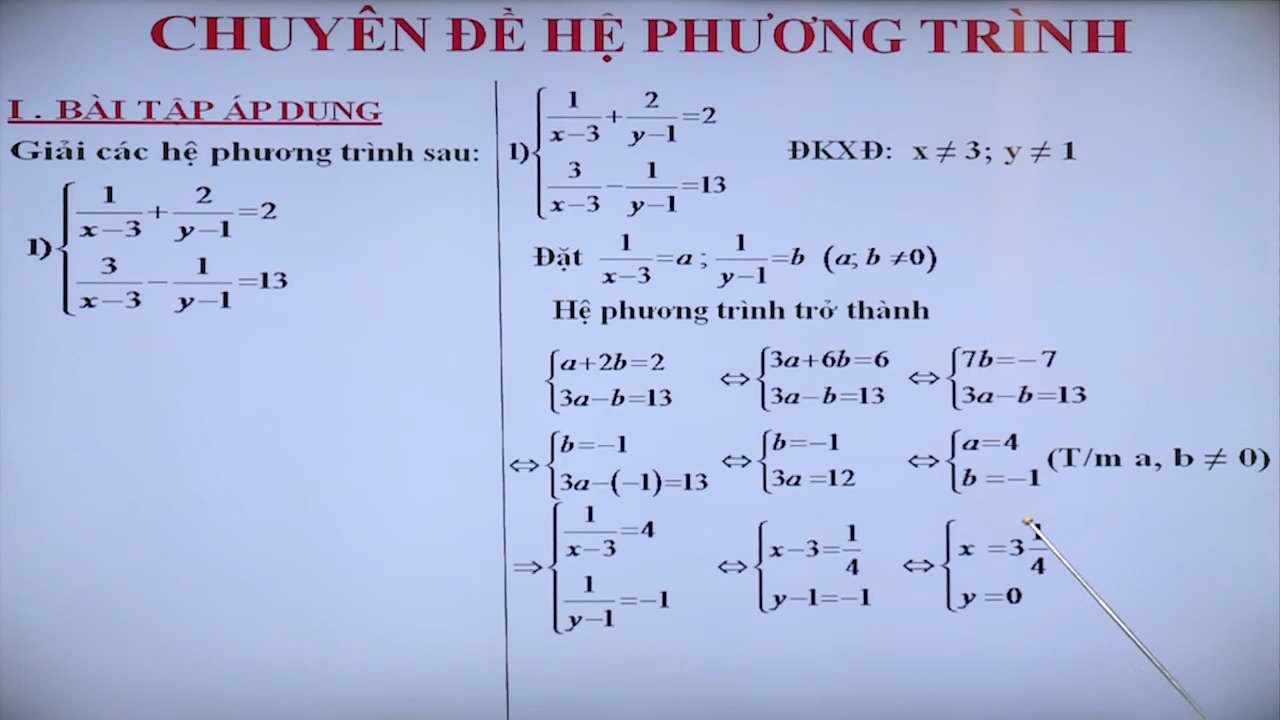 CHUYÊN ĐỀ HỆ PHƯƠNG TRÌNH
I . BÀI TẬP ÁP DỤNG
Giải các hệ phương trình sau:
1) { 1/(x−3) + 2/(y−1) =2
3/(x−3) − 1/(y−1) =13
1) { 1/(x−3) + 2/(y−1) =2
3/(x−3) − 1/(y−1) =13
ĐKXĐ: x ≠ 3; y ≠ 1
Đặt 1/(x−3) =a ; 1/(y−1) =b (a; b ≠0)
Hệ phương trình trở thành
{ a+2b=2 ⇔ { 3a+6b=6 ⇔ { 7b=−7
3a−b=13 3a−b=13 3a−b=13
⇔ { b=−1 ⇔ { b=−1 ⇔ { a=4 (T/m a, b ≠ 0)
3a−(−1)=13 3a =12 b =−1
⇒ { 1/(x−3) =4 ⇔ { x−3= 1/4 ⇔ { x =3 1/4
1/(y−1) =−1 y−1=−1 y =0